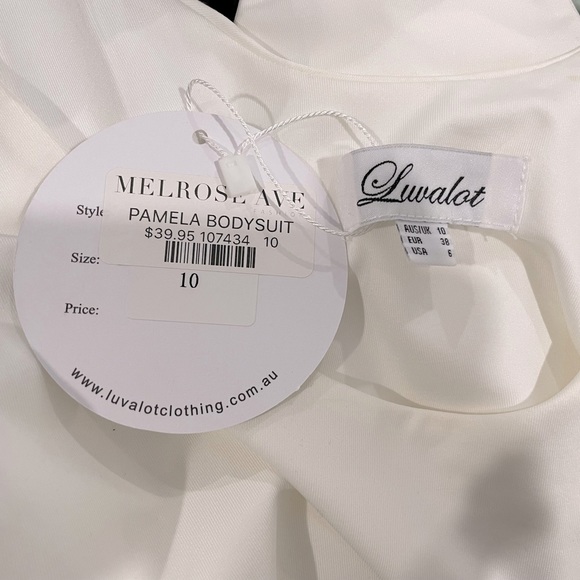 MELROSE AVE
Style
PAMELA BODYSUIT
$39.95 107434 10
Size:
10
Price:
www.luvalotclothing.com.au
Luvalot
AUS/UK 10
EUR 38
USA 6